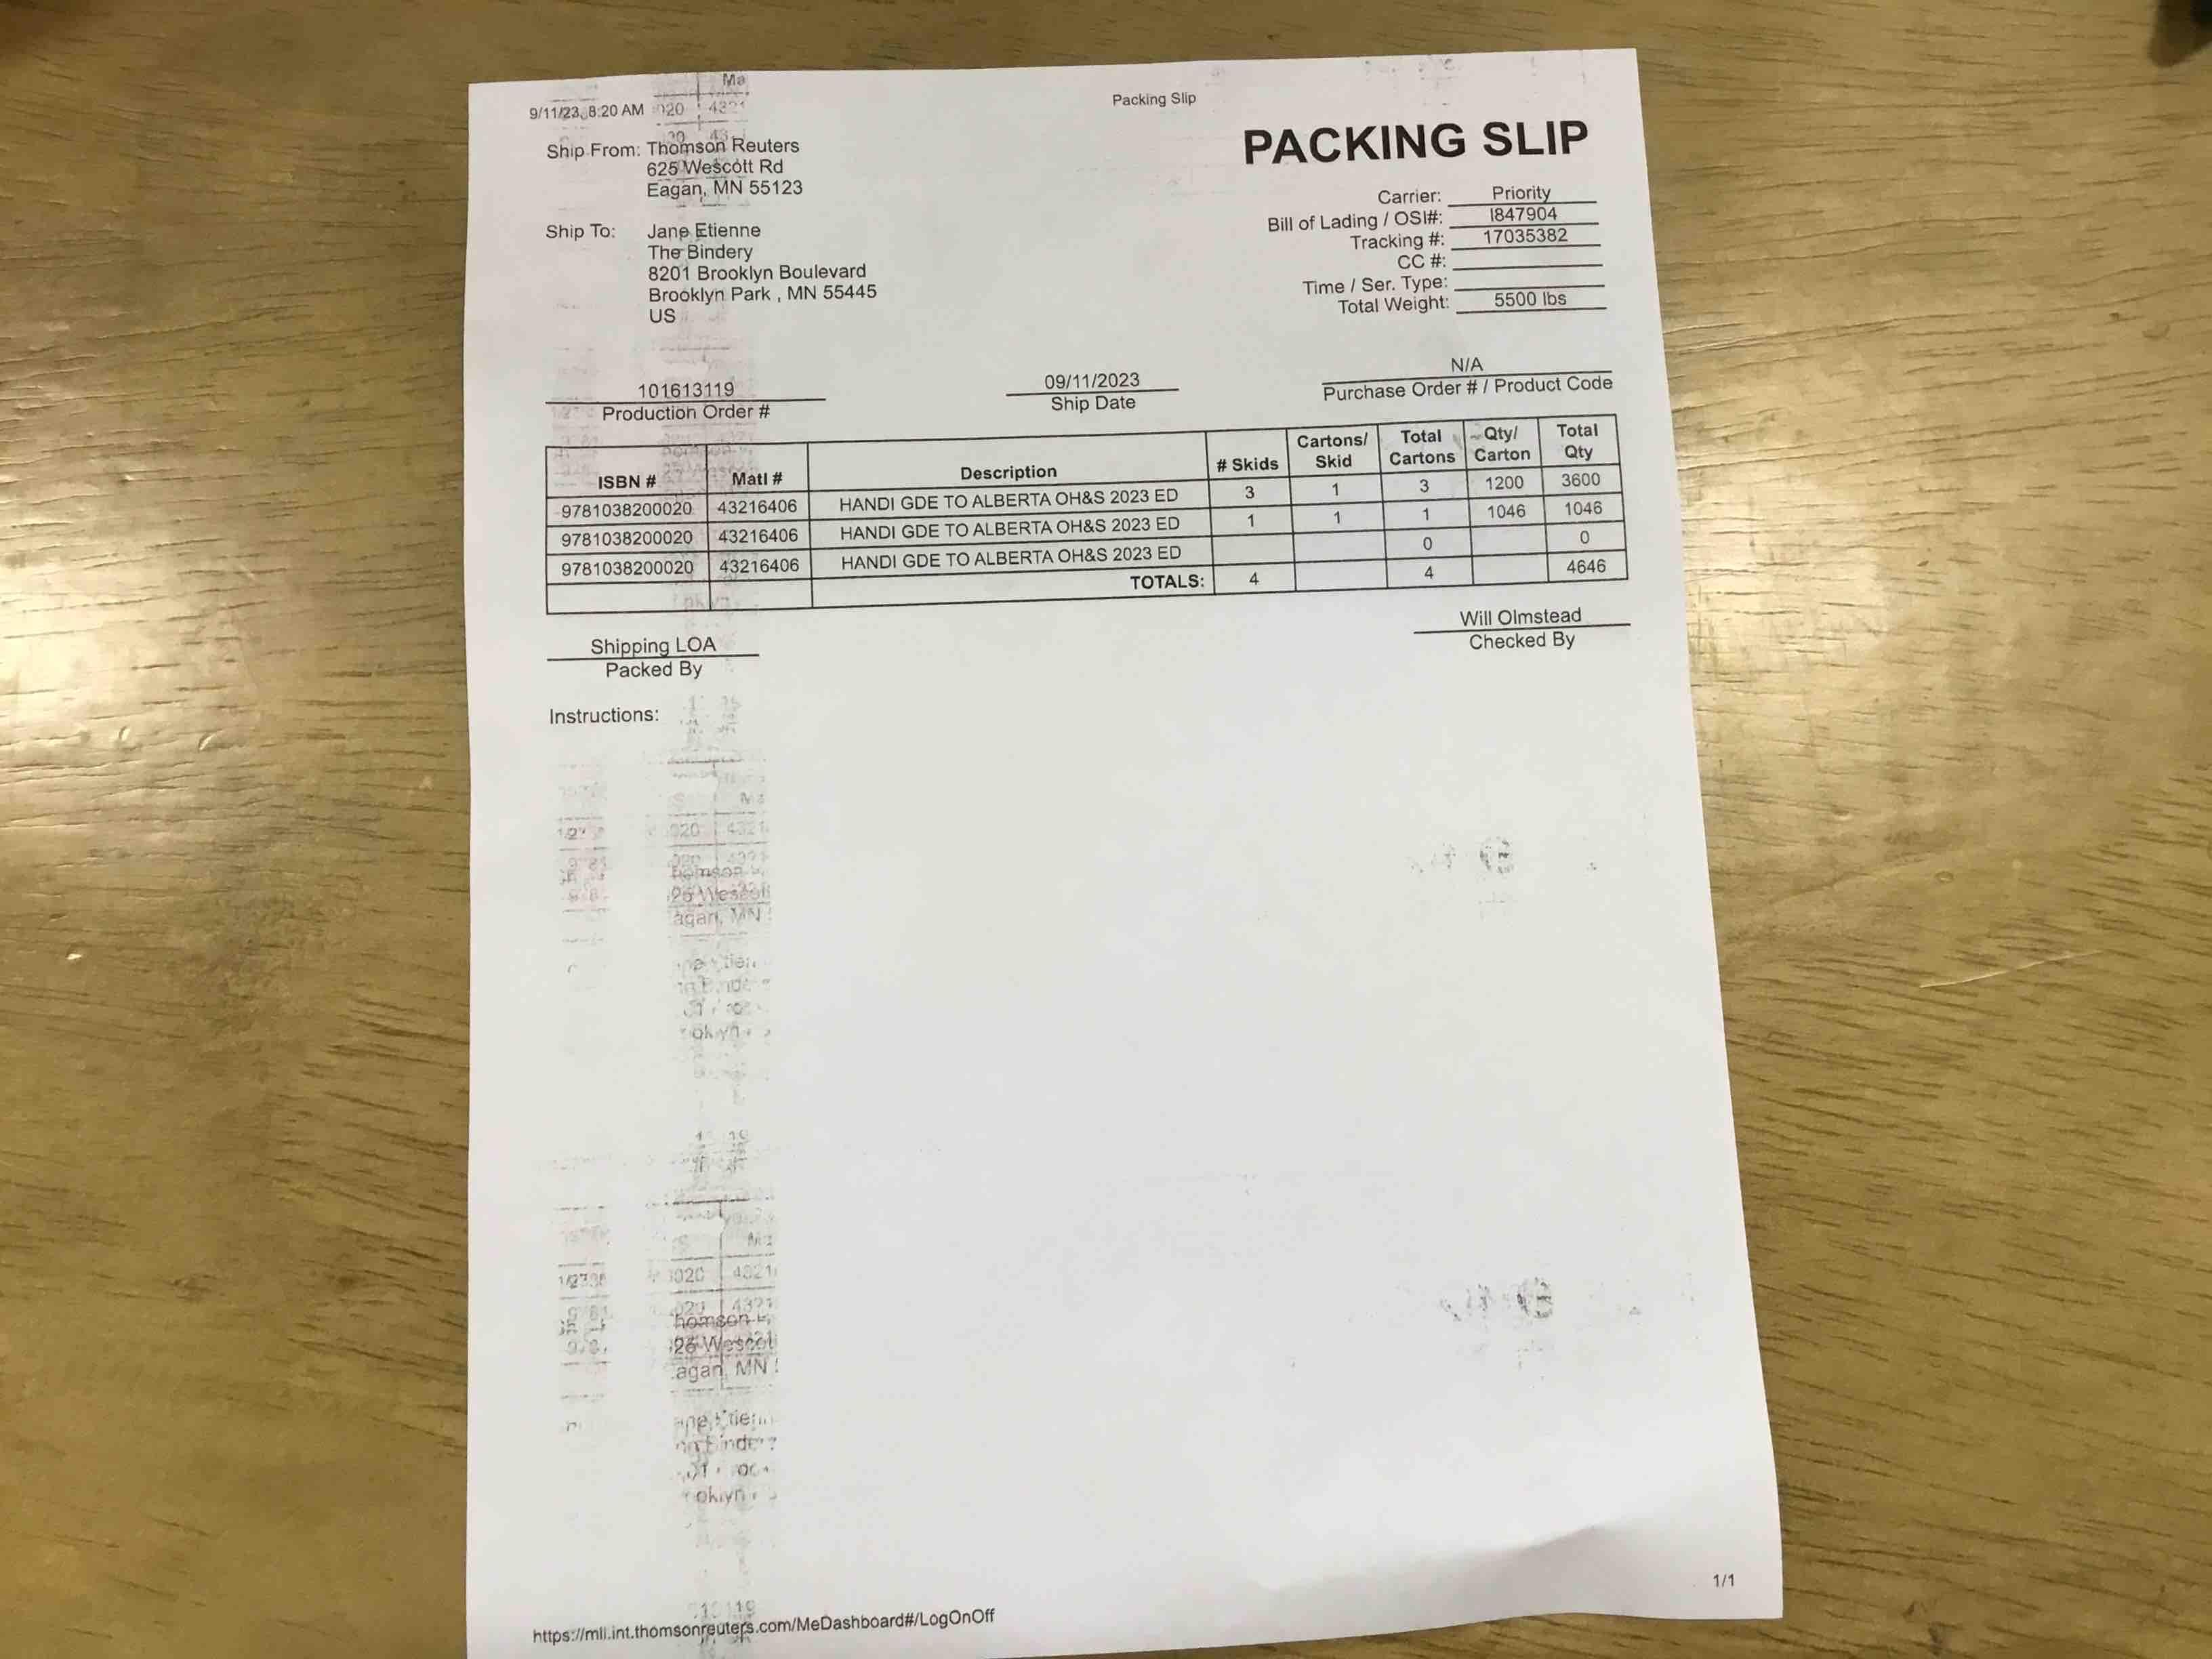 9/11/23, 8:20 AM
Packing Slip
PACKING SLIP
Ship From: Thomson Reuters
625 Wescott Rd
Eagan, MN 55123
Ship To: Jane Etienne
The Bindery
8201 Brooklyn Boulevard
Brooklyn Park , MN 55445
US
Carrier: Priority
Bill of Lading / OSI#: I847904
Tracking #: 17035382
CC #:
Time / Ser. Type:
Total Weight: 5500 lbs
101613119
Production Order #
09/11/2023
Ship Date
N/A
Purchase Order # / Product Code
ISBN # Matl # Description # Skids Cartons/ Skid Total Cartons Qty/ Carton Total Qty
9781038200020 43216406 HANDI GDE TO ALBERTA OH&S 2023 ED 3 1 3 1200 3600
9781038200020 43216406 HANDI GDE TO ALBERTA OH&S 2023 ED 1 1 1 1046 1046
9781038200020 43216406 HANDI GDE TO ALBERTA OH&S 2023 ED 0 0
TOTALS: 4 4 4646
Shipping LOA
Packed By
Will Olmstead
Checked By
Instructions:
1/1
https://mli.int.thomsonreuters.com/MeDashboard#/LogOnOff